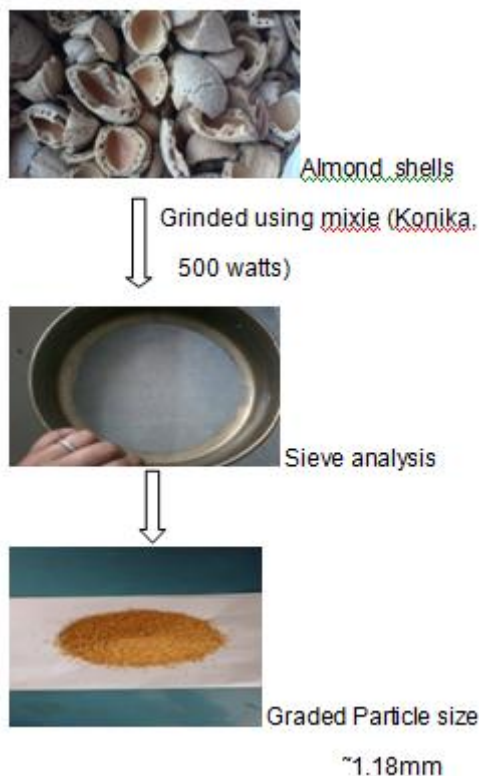 Almond shells
Grinded using mixie (Konika,
500 watts)
Sieve analysis
Graded Particle size
~1.18mm